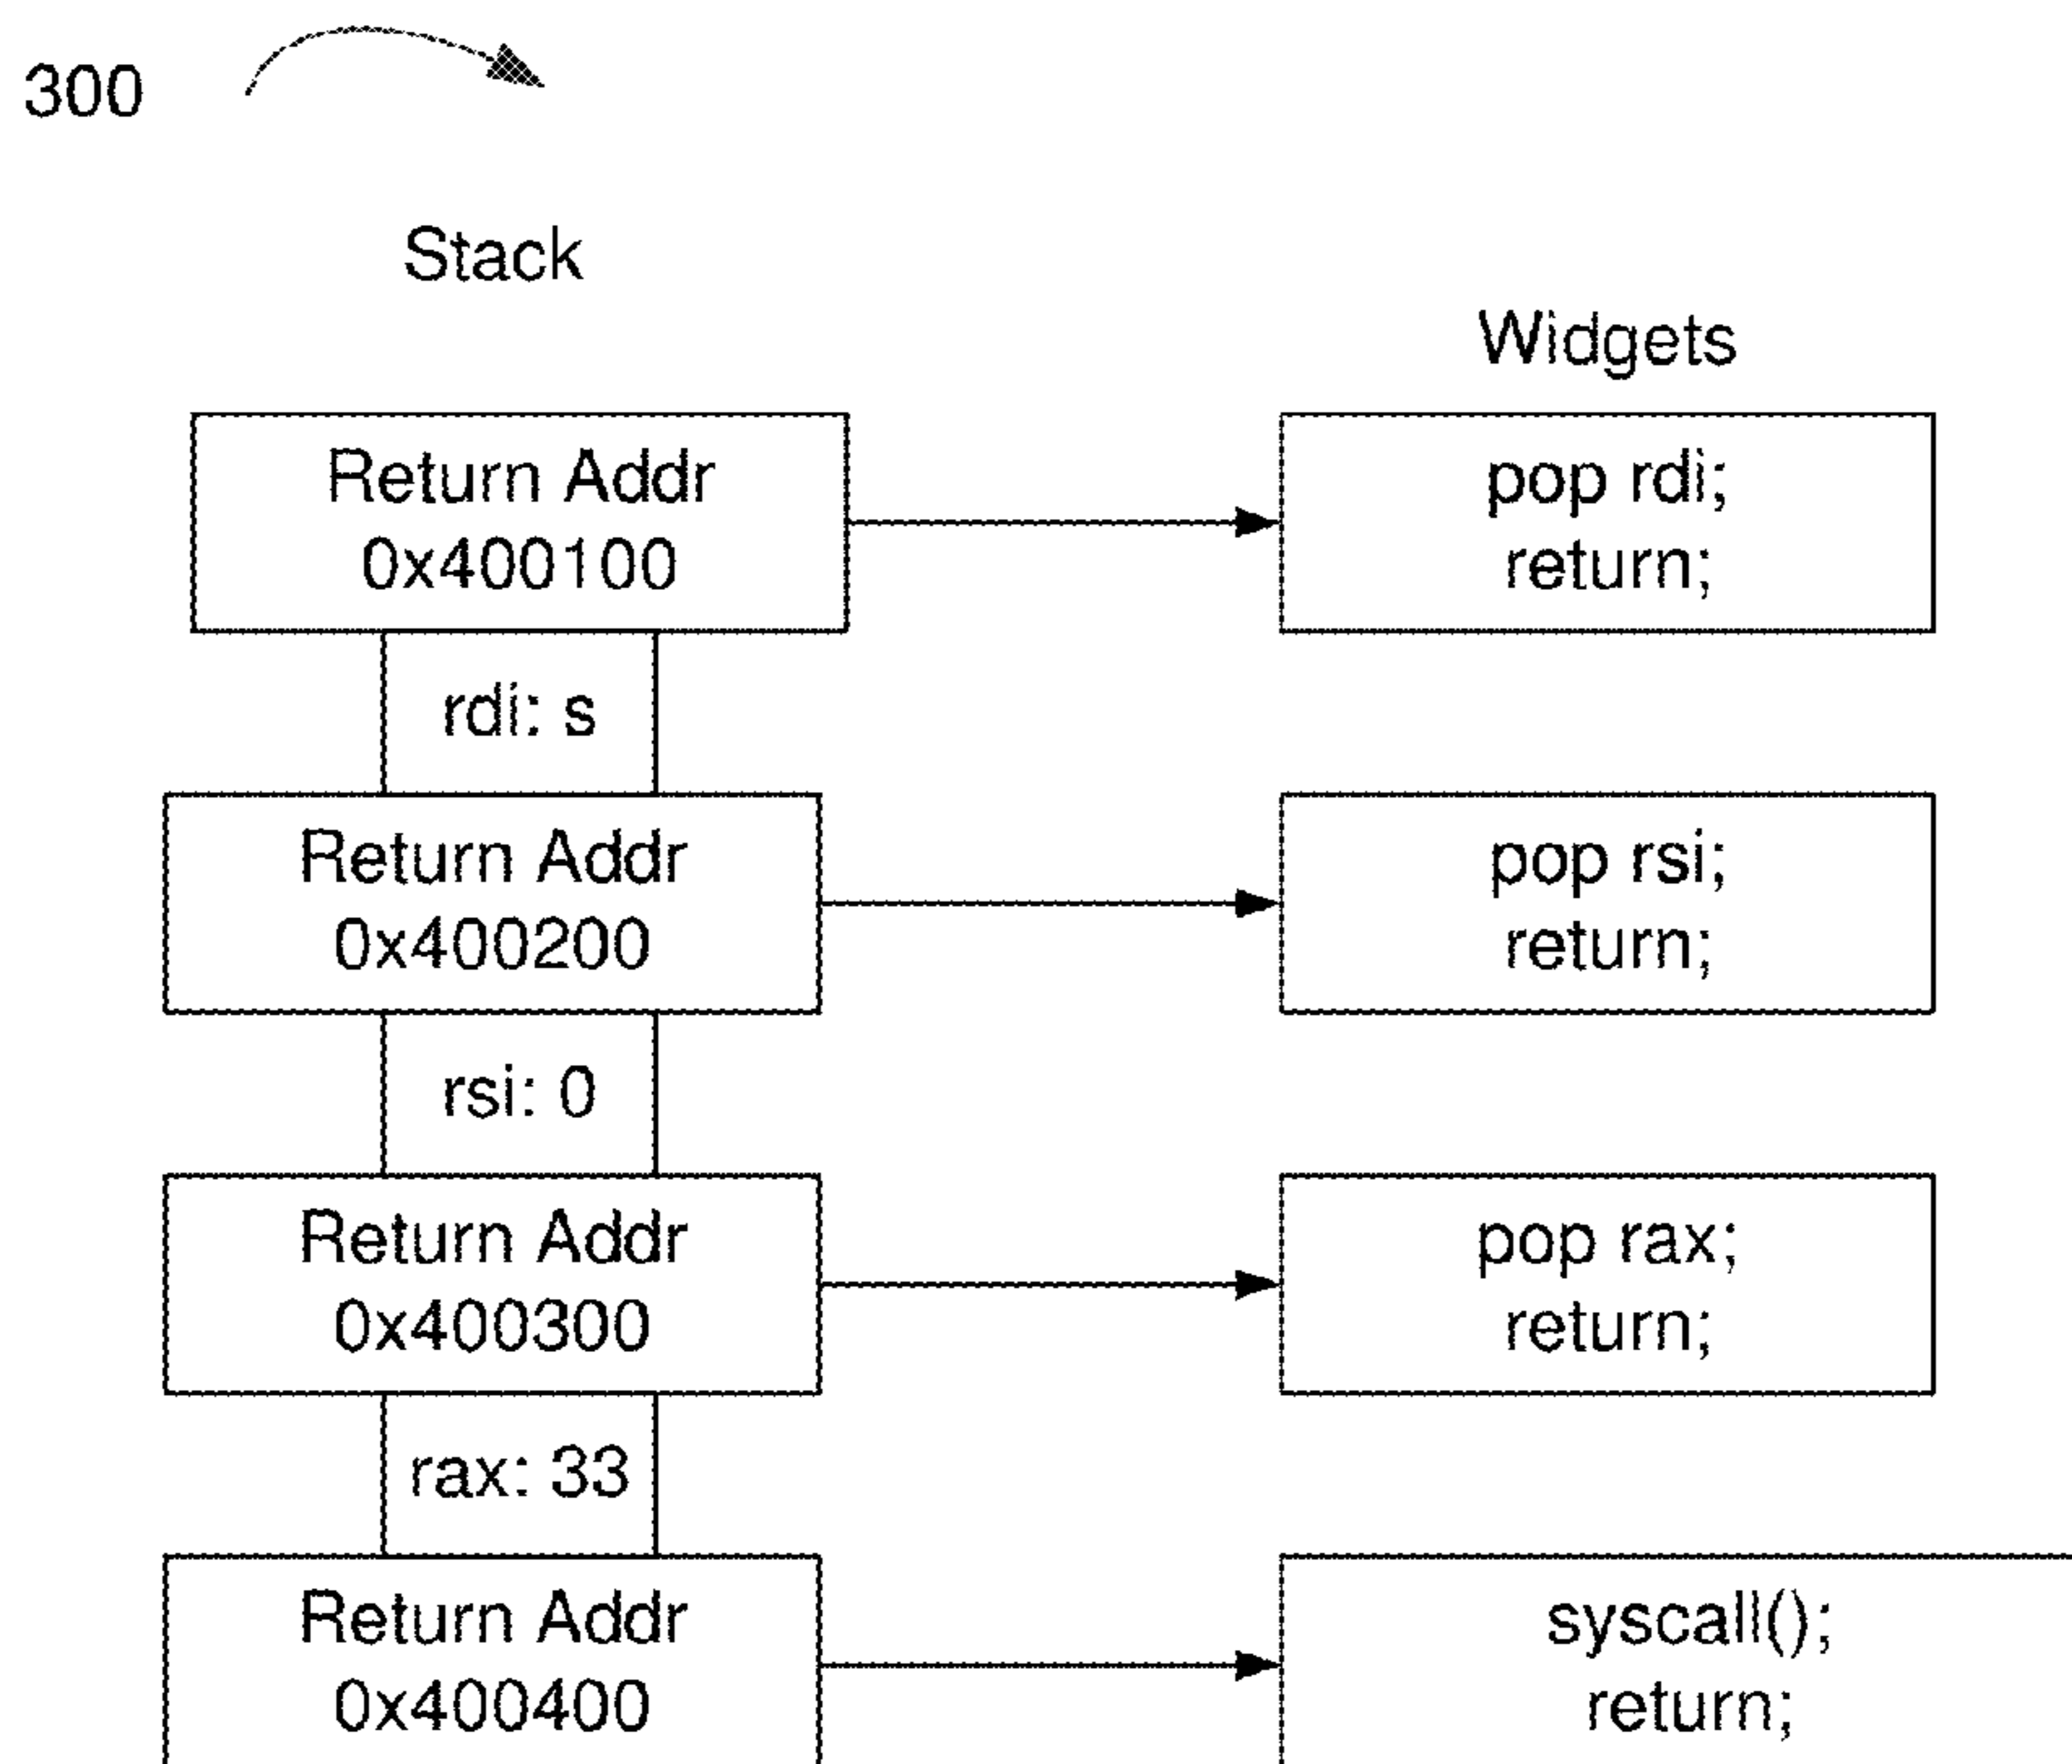 300
Stack
Widgets
Return Addr
0x400100
pop rdi;
return;
rdi: s
Return Addr
0x400200
pop rsi;
return;
rsi: 0
Return Addr
0x400300
pop rax;
return;
rax: 33
Return Addr
0x400400
syscall();
return;